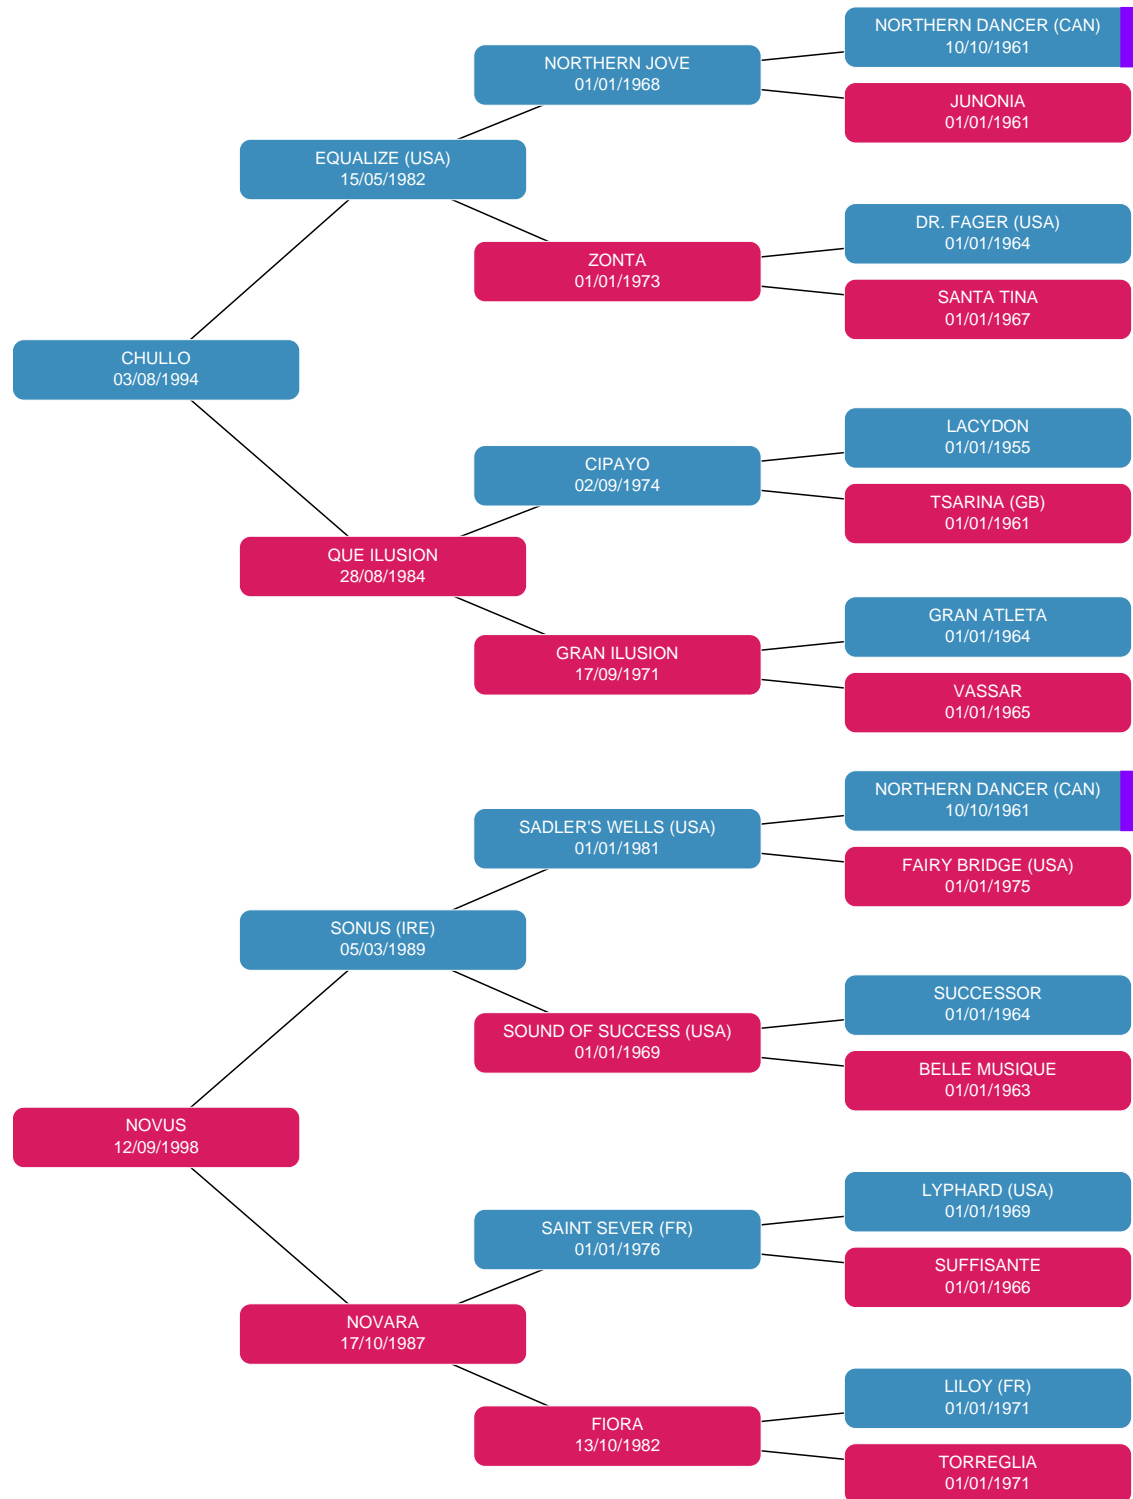 NORTHERN DANCER (CAN)
10/10/1961
NORTHERN JOVE
01/01/1968
JUNONIA
01/01/1961
EQUALIZE (USA)
15/05/1982
DR. FAGER (USA)
01/01/1964
ZONTA
01/01/1973
SANTA TINA
01/01/1967
CHULLO
03/08/1994
LACYDON
01/01/1955
CIPAYO
02/09/1974
TSARINA (GB)
01/01/1961
QUE ILUSION
28/08/1984
GRAN ATLETA
01/01/1964
GRAN ILUSION
17/09/1971
VASSAR
01/01/1965
NORTHERN DANCER (CAN)
10/10/1961
SADLER'S WELLS (USA)
01/01/1981
FAIRY BRIDGE (USA)
01/01/1975
SONUS (IRE)
05/03/1989
SUCCESSOR
01/01/1964
SOUND OF SUCCESS (USA)
01/01/1969
BELLE MUSIQUE
01/01/1963
NOVUS
12/09/1998
LYPHARD (USA)
01/01/1969
SAINT SEVER (FR)
01/01/1976
SUFFISANTE
01/01/1966
NOVARA
17/10/1987
LILOY (FR)
01/01/1971
FIORA
13/10/1982
TORREGLIA
01/01/1971